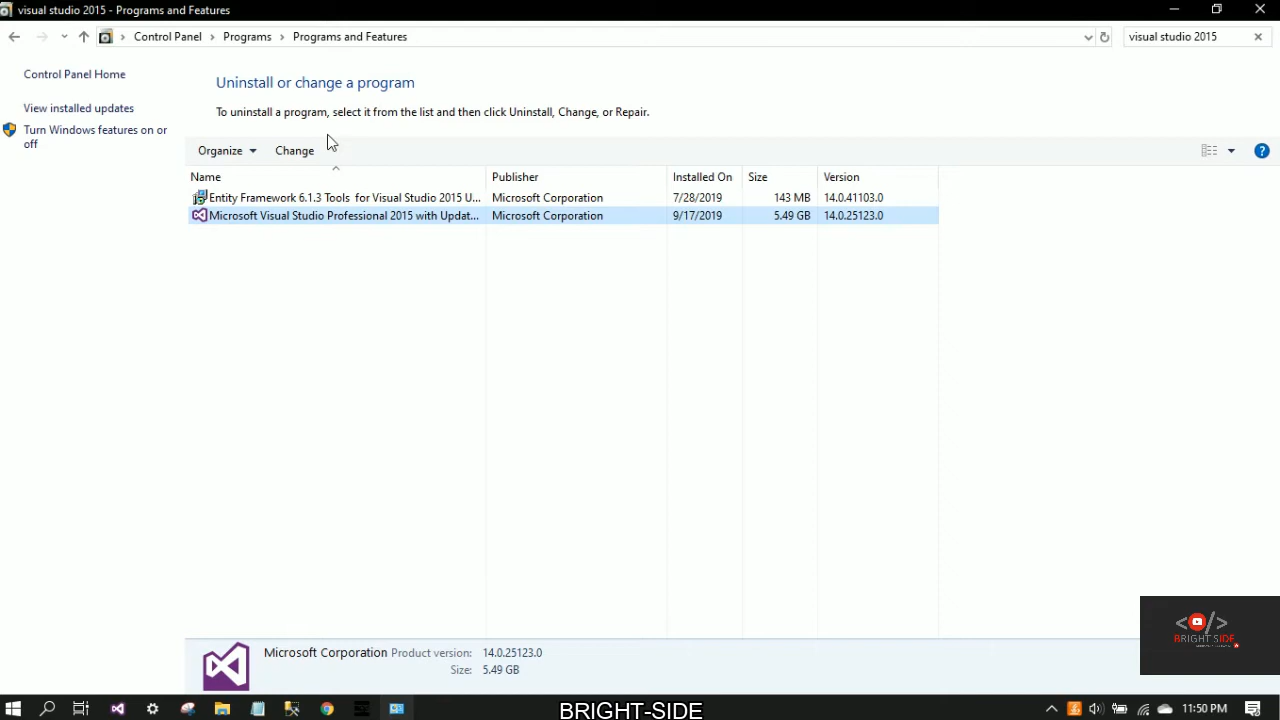 visual studio 2015 - Programs and Features
Control Panel > Programs > Programs and Features
visual studio 2015
Control Panel Home
View installed updates
Turn Windows features on or
off
Uninstall or change a program
To uninstall a program, select it from the list and then click Uninstall, Change, or Repair.
Organize Change
Name Publisher Installed On Size Version
Entity Framework 6.1.3 Tools for Visual Studio 2015 U... Microsoft Corporation 7/28/2019 143 MB 14.0.41103.0
Microsoft Visual Studio Professional 2015 with Updat... Microsoft Corporation 9/17/2019 5.49 GB 14.0.25123.0
</>
BRIGHT SIDE
Microsoft Corporation Product version: 14.0.25123.0
Size: 5.49 GB
BRIGHT-SIDE
11:50 PM